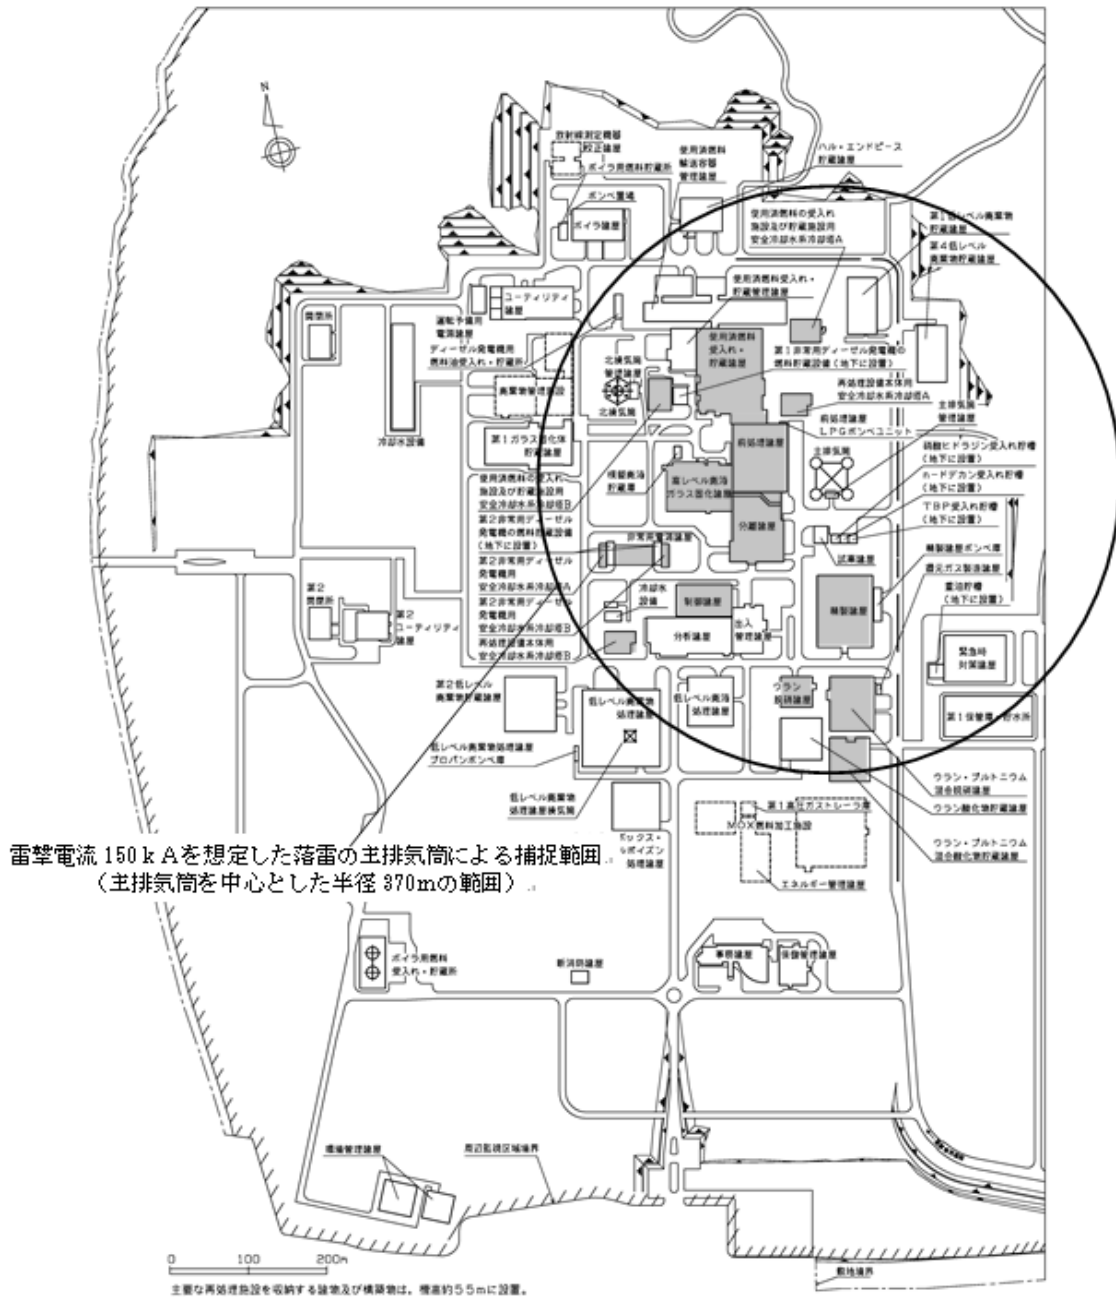 N
放射線測定機器
校正建屋
ボイラ用燃料貯蔵所
使用済燃料
輸送容器
管理建屋
ハル・エンドピース
貯蔵建屋
ボンベ置場
ボイラ建屋
使用済燃料の受入れ
施設及び貯蔵施設用
安全冷却水系冷却塔A
第1低レベル廃棄物
貯蔵建屋
第4低レベル
廃棄物貯蔵建屋
ユーティリティ
建屋
使用済燃料受入れ・
貯蔵管理建屋
開閉所
運転予備用
電源建屋
ディーゼル発電機用
燃料油受入れ・貯蔵所
使用済燃料
受入れ・
貯蔵建屋
第1非常用ディーゼル発電機の
燃料貯蔵設備(地下に設置)
北換気筒
管理建屋
再処理設備本体用
安全冷却水系冷却塔A
廃棄物管理施設
北換気筒
主排気筒
管理建屋
冷却水設備
第1ガラス固化体
貯蔵建屋
前処理建屋
前処理建屋
LPGボンベユニット
硝酸ヒドラジン受入れ貯槽
(地下に設置)
主排気筒
模擬廃液
貯蔵庫
高レベル廃液
ガラス固化建屋
n-ドデカン受入れ貯槽
(地下に設置)
使用済燃料の受入れ
施設及び貯蔵施設用
安全冷却水系冷却塔B
TBP受入れ貯槽
(地下に設置)
第2非常用ディーゼル
発電機の燃料貯蔵設備
(地下に設置)
非常用電源建屋
分離建屋
試薬建屋
精製建屋ボンベ庫
還元ガス製造建屋
第2非常用ディーゼル
発電機用
安全冷却水系冷却塔A
重油貯槽
(地下に設置)
第2非常用ディーゼル
発電機用
安全冷却水系冷却塔B
冷却水
設備
制御建屋
精製建屋
第2
開閉所
第2
ユーティリティ
建屋
再処理設備本体用
安全冷却水系冷却塔B
分析建屋
出入
管理建屋
緊急時
対策建屋
第2低レベル
廃棄物貯蔵建屋
低レベル廃棄物
処理建屋
低レベル廃液
処理建屋
ウラン
脱硝建屋
第1保管庫・貯水所
低レベル廃棄物処理建屋
プロパンボンベ庫
ウラン・プルトニウム
混合脱硝建屋
ウラン酸化物貯蔵建屋
低レベル廃棄物
処理建屋換気筒
第1高圧ガストレーラ庫
MOX燃料加工施設
ウラン・プルトニウム
混合酸化物貯蔵建屋
処理建屋
エネルギー管理建屋
雷撃電流150kAを想定した落雷の主排気筒による捕捉範囲
(主排気筒を中心とした半径370mの範囲)
ボイラ用燃料
受入れ・貯蔵所
新消防建屋
事務建屋
保健管理建屋
環境管理建屋
周辺監視区域境界
敷地境界
0 100 200m
主要な再処理施設を収納する建物及び構築物は、標高約55mに設置。